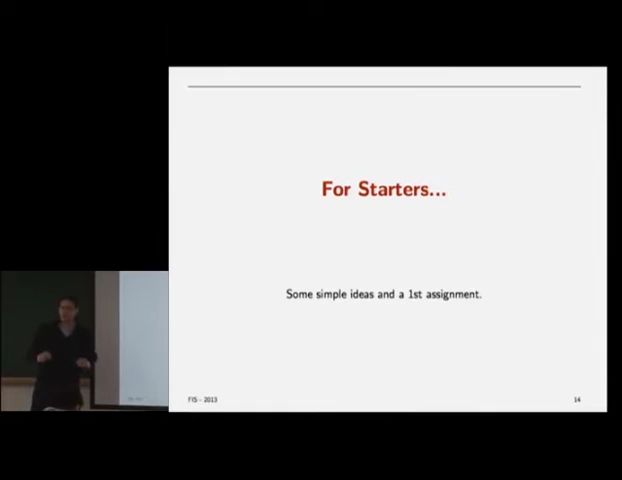 For Starters...
Some simple ideas and a 1st assignment.
FIS - 2013
14